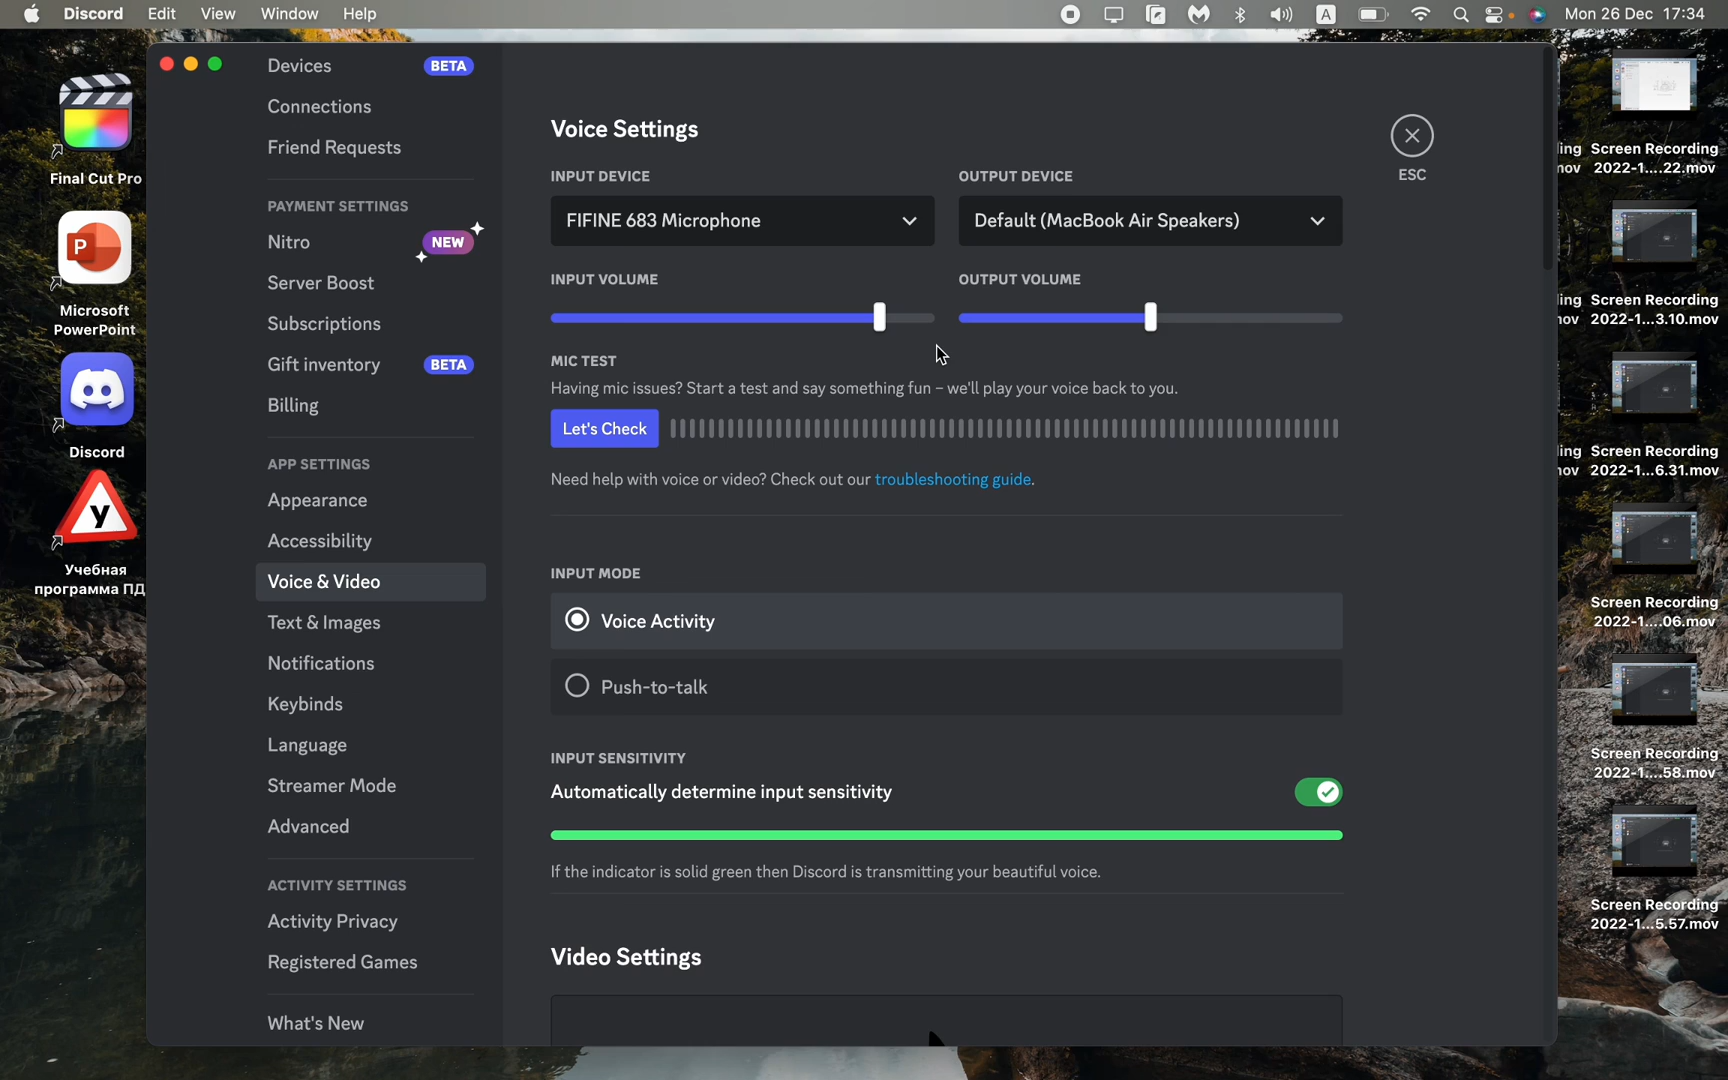 Discord Edit View Window Help
A
Mon 26 Dec 17:34
Final Cut Pro
P
Microsoft
PowerPoint
Discord
У
Учебная
программа ПД
Devices BETA
Connections
Friend Requests
PAYMENT SETTINGS
Nitro NEW
Server Boost
Subscriptions
Gift inventory BETA
Billing
APP SETTINGS
Appearance
Accessibility
Voice & Video
Text & Images
Notifications
Keybinds
Language
Streamer Mode
Advanced
ACTIVITY SETTINGS
Activity Privacy
Registered Games
What's New
Voice Settings
ESC
INPUT DEVICE OUTPUT DEVICE
FIFINE 683 Microphone Default (MacBook Air Speakers)
INPUT VOLUME OUTPUT VOLUME
MIC TEST
Having mic issues? Start a test and say something fun – we'll play your voice back to you.
Let's Check
Need help with voice or video? Check out our troubleshooting guide.
INPUT MODE
Voice Activity
Push-to-talk
INPUT SENSITIVITY
Automatically determine input sensitivity
If the indicator is solid green then Discord is transmitting your beautiful voice.
Video Settings
ing Screen Recording
nov 2022-1....22.mov
ing Screen Recording
nov 2022-1...3.10.mov
ing Screen Recording
nov 2022-1...6.31.mov
Screen Recording
2022-1....06.mov
Screen Recording
2022-1....58.mov
Screen Recording
2022-1...5.57.mov